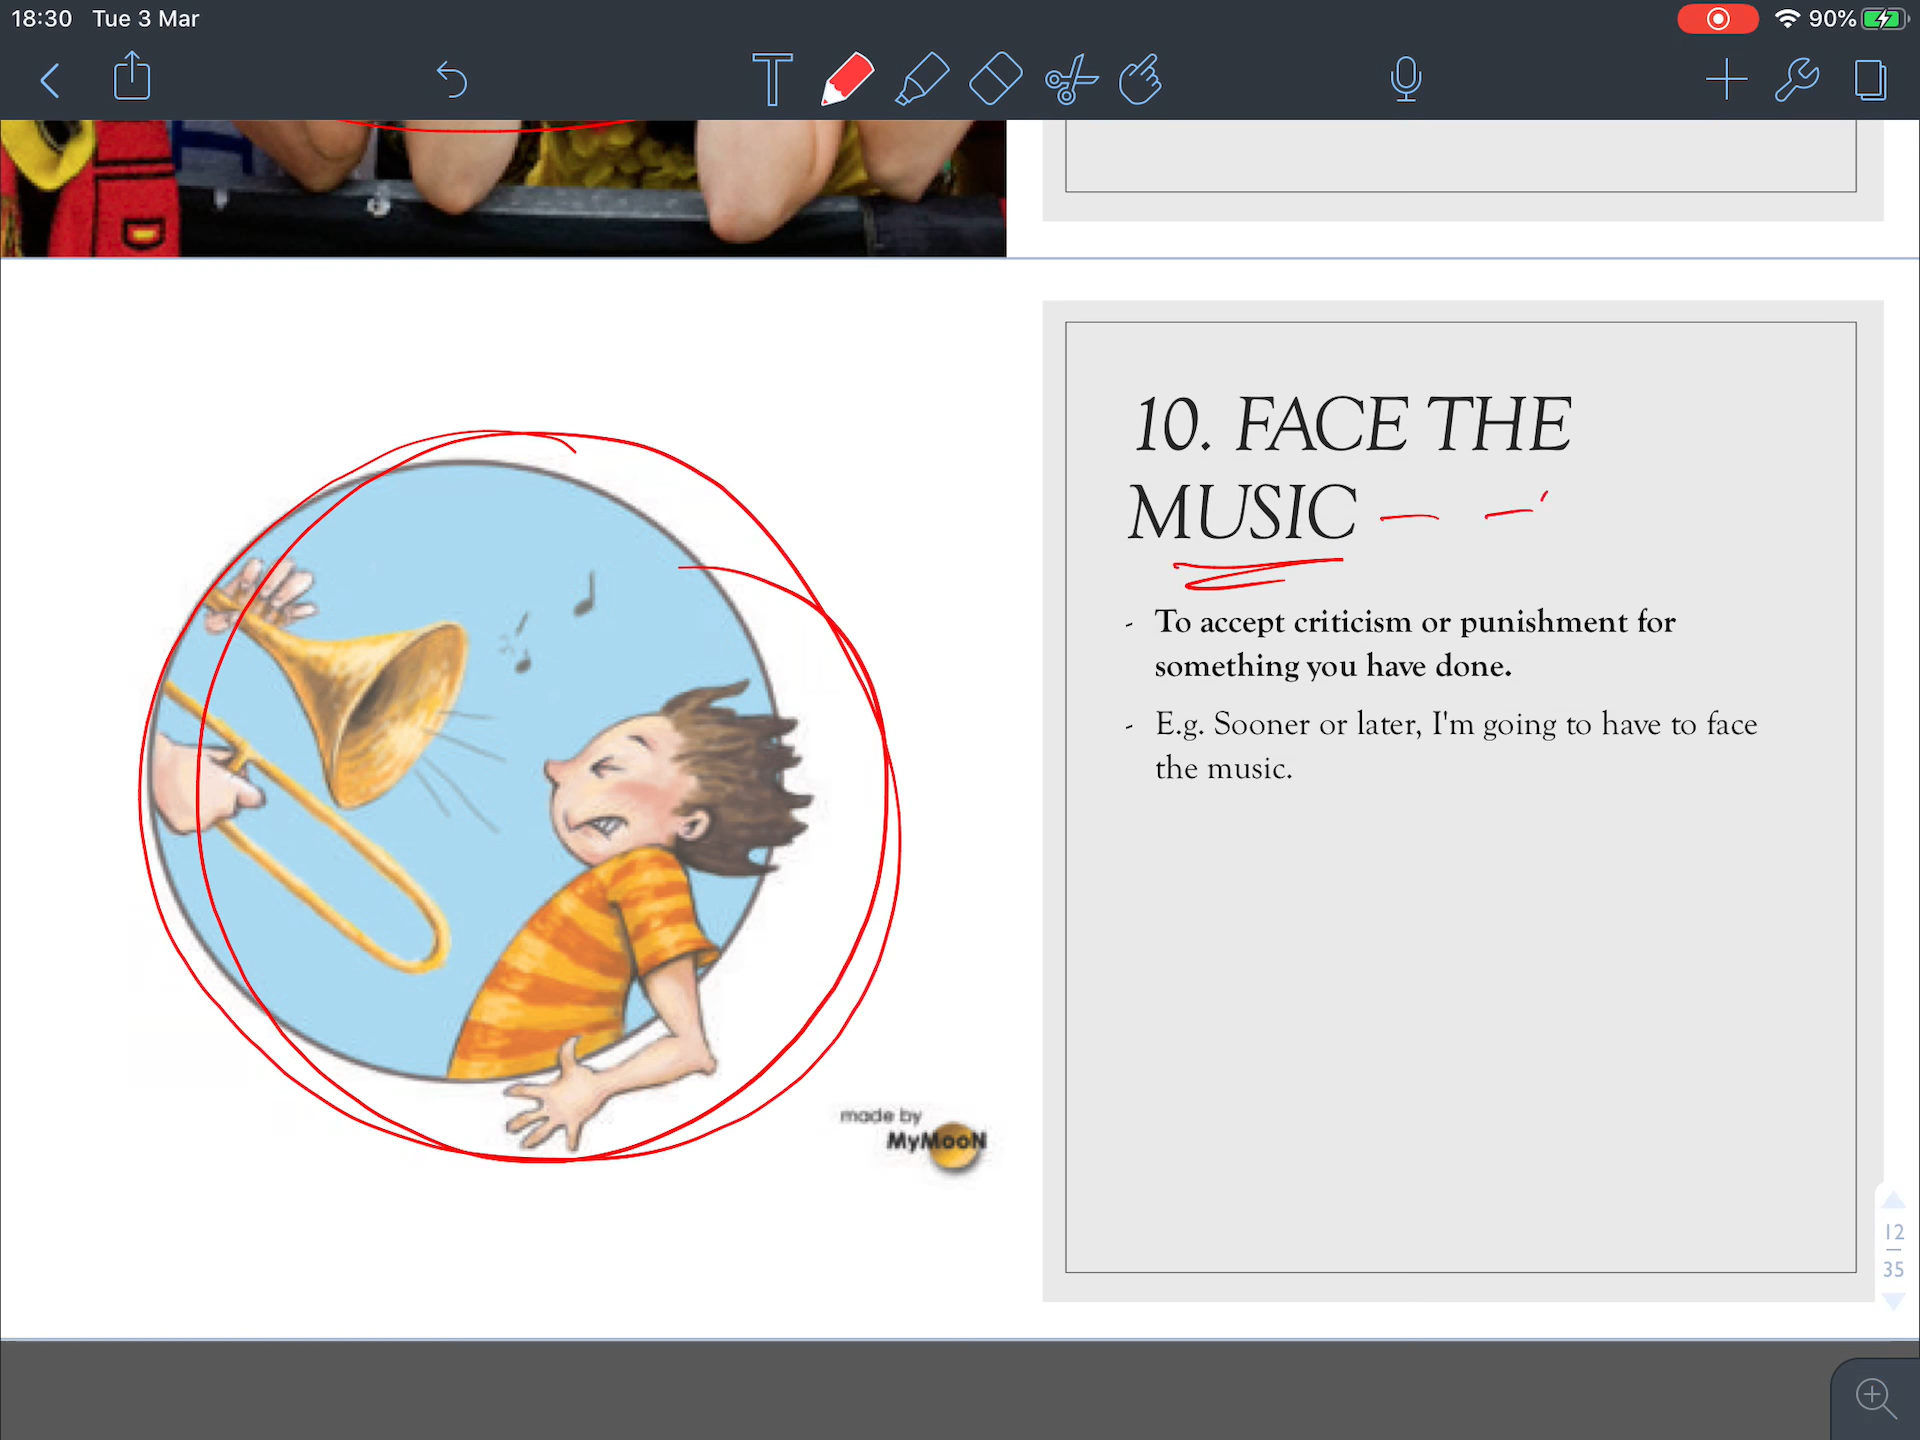 18:30 Tue 3 Mar
90%
T
10. FACE THE
MUSIC
- To accept criticism or punishment for
something you have done.
- E.g. Sooner or later, I'm going to have to face
the music.
made by
MyMooN
12
35